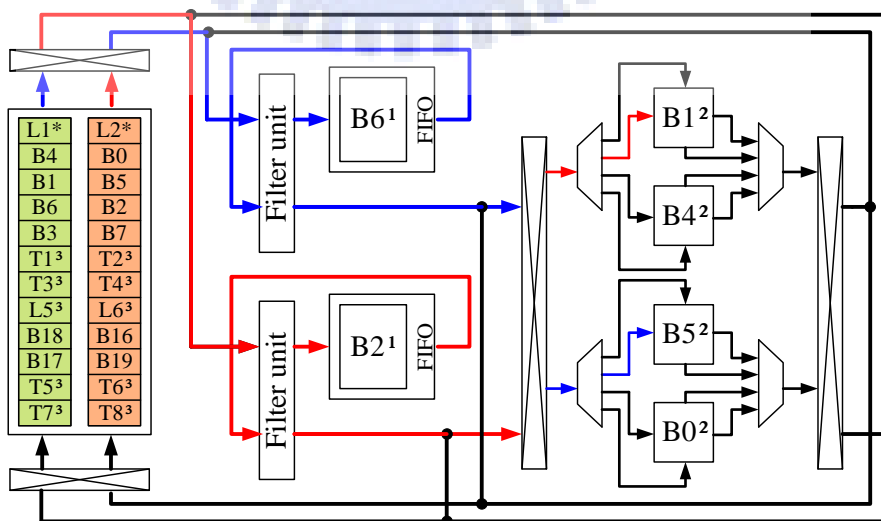 L1* L2*
B4 B0
B1 B5
B6 B2
B3 B7
T1³ T2³
T3³ T4³
L5³ L6³
B18 B16
B17 B19
T5³ T6³
T7³ T8³
Filter unit
B6¹
FIFO
Filter unit
B2¹
FIFO
B1²
B4²
B5²
B0²